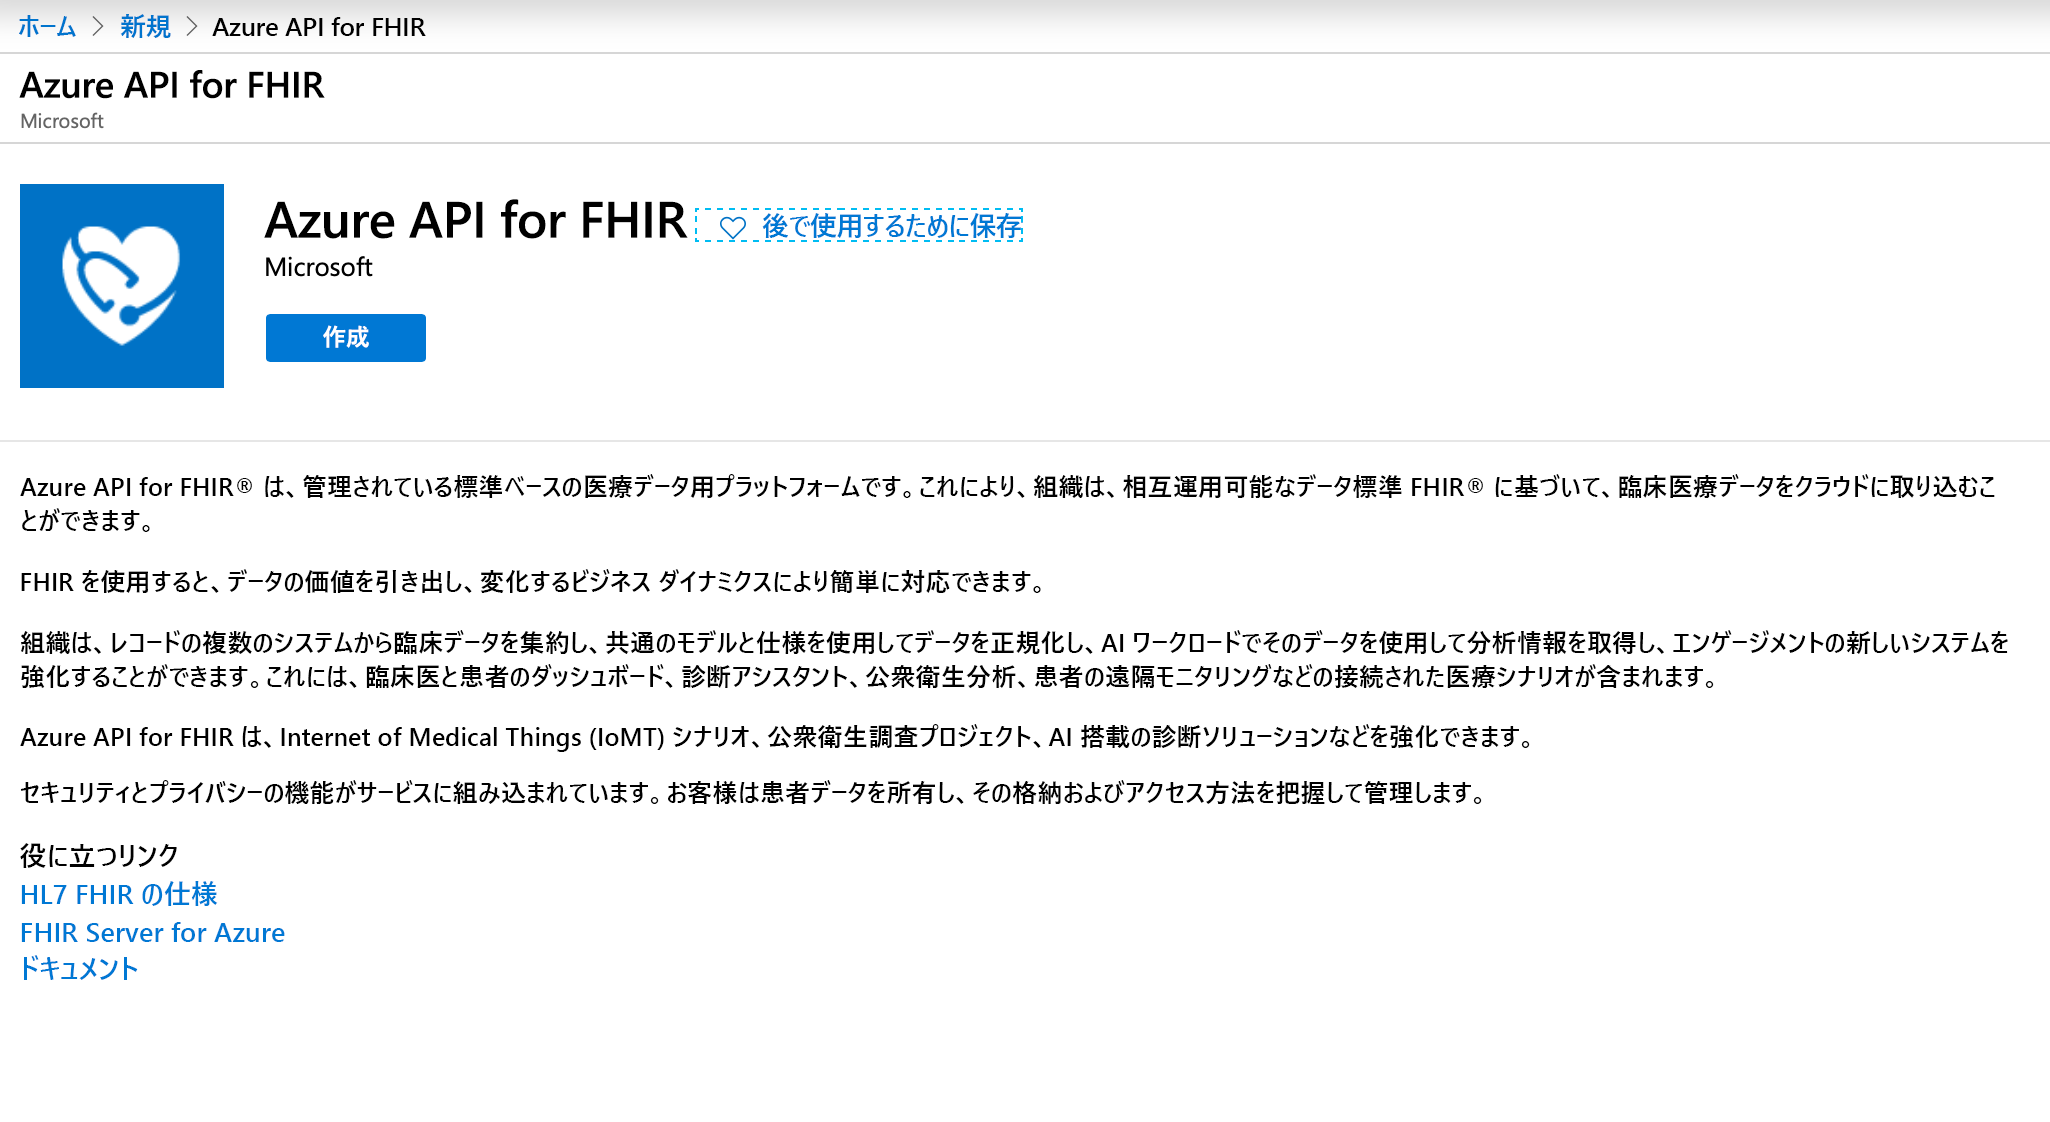 ホーム > 新規 > Azure API for FHIR
Azure API for FHIR
Microsoft
Azure API for FHIR ♡ 後で使用するために保存
Microsoft
作成
Azure API for FHIR® は、管理されている標準ベースの医療データ用プラットフォームです。これにより、組織は、相互運用可能なデータ標準 FHIR® に基づいて、臨床医療データをクラウドに取り込むこ
とができます。
FHIR を使用すると、データの価値を引き出し、変化するビジネス ダイナミクスにより簡単に対応できます。
組織は、レコードの複数のシステムから臨床データを集約し、共通のモデルと仕様を使用してデータを正規化し、AI ワークロードでそのデータを使用して分析情報を取得し、エンゲージメントの新しいシステムを
強化することができます。これには、臨床医と患者のダッシュボード、診断アシスタント、公衆衛生分析、患者の遠隔モニタリングなどの接続された医療シナリオが含まれます。
Azure API for FHIR は、Internet of Medical Things (IoMT) シナリオ、公衆衛生調査プロジェクト、AI 搭載の診断ソリューションなどを強化できます。
セキュリティとプライバシーの機能がサービスに組み込まれています。お客様は患者データを所有し、その格納およびアクセス方法を把握して管理します。
役に立つリンク
HL7 FHIR の仕様
FHIR Server for Azure
ドキュメント